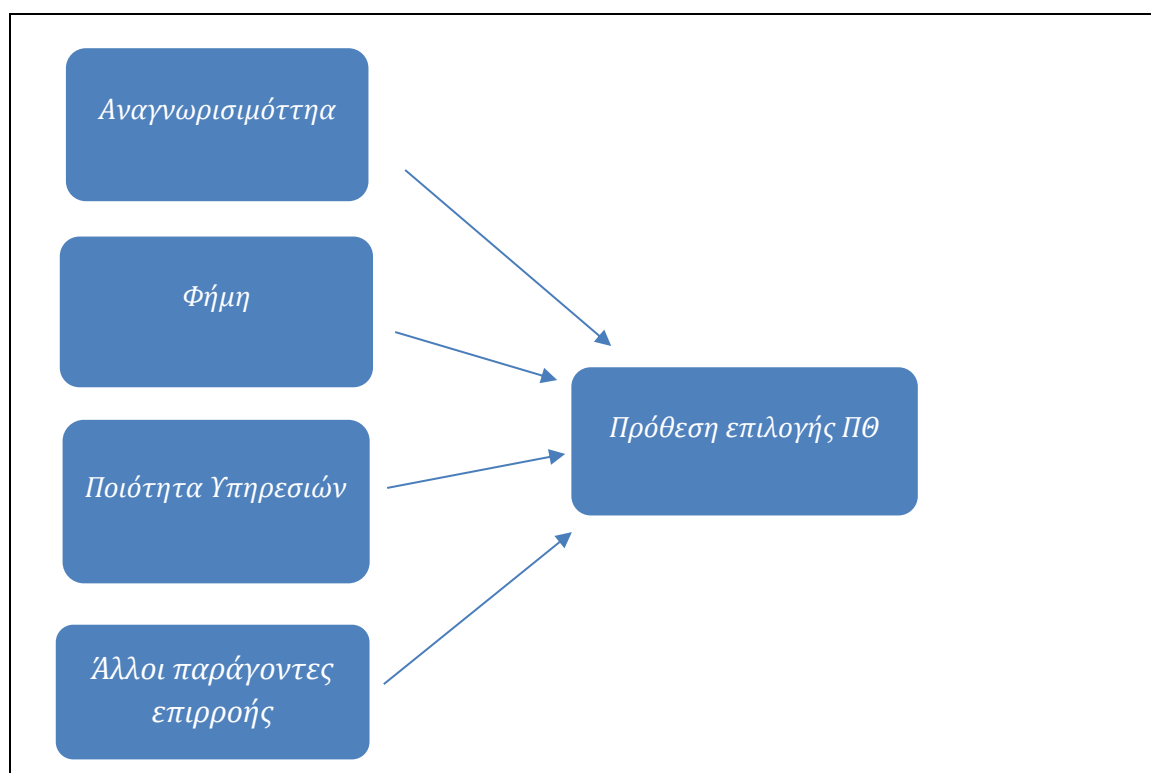 Αναγνωρισιμόττηα
Φήμη
Ποιότητα Υπηρεσιών
Άλλοι παράγοντες
επιρροής
Πρόθεση επιλογής ΠΘ